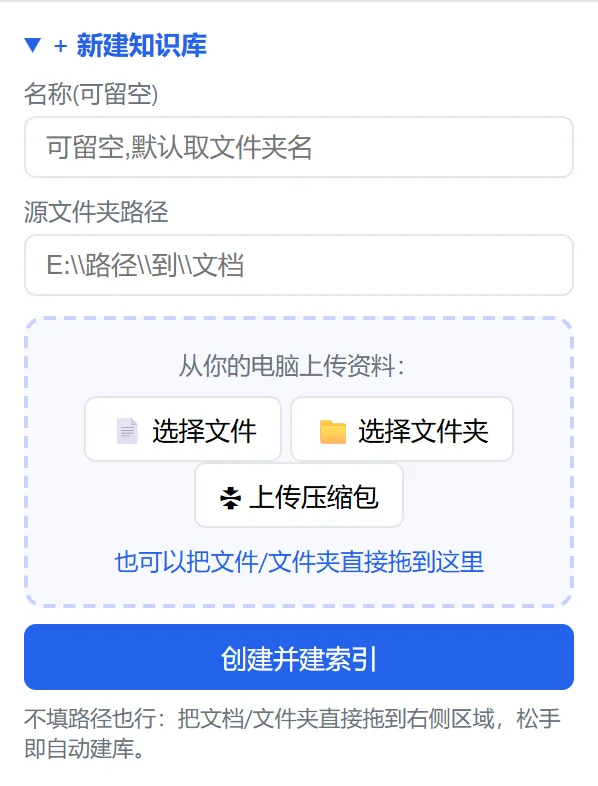 ▼ + 新建知识库
名称(可留空)
可留空,默认取文件夹名
源文件夹路径
E:\\路径\\到\\文档
从你的电脑上传资料：
选择文件 选择文件夹
上传压缩包
也可以把文件/文件夹直接拖到这里
创建并建索引
不填路径也行：把文档/文件夹直接拖到右侧区域，松手
即自动建库。